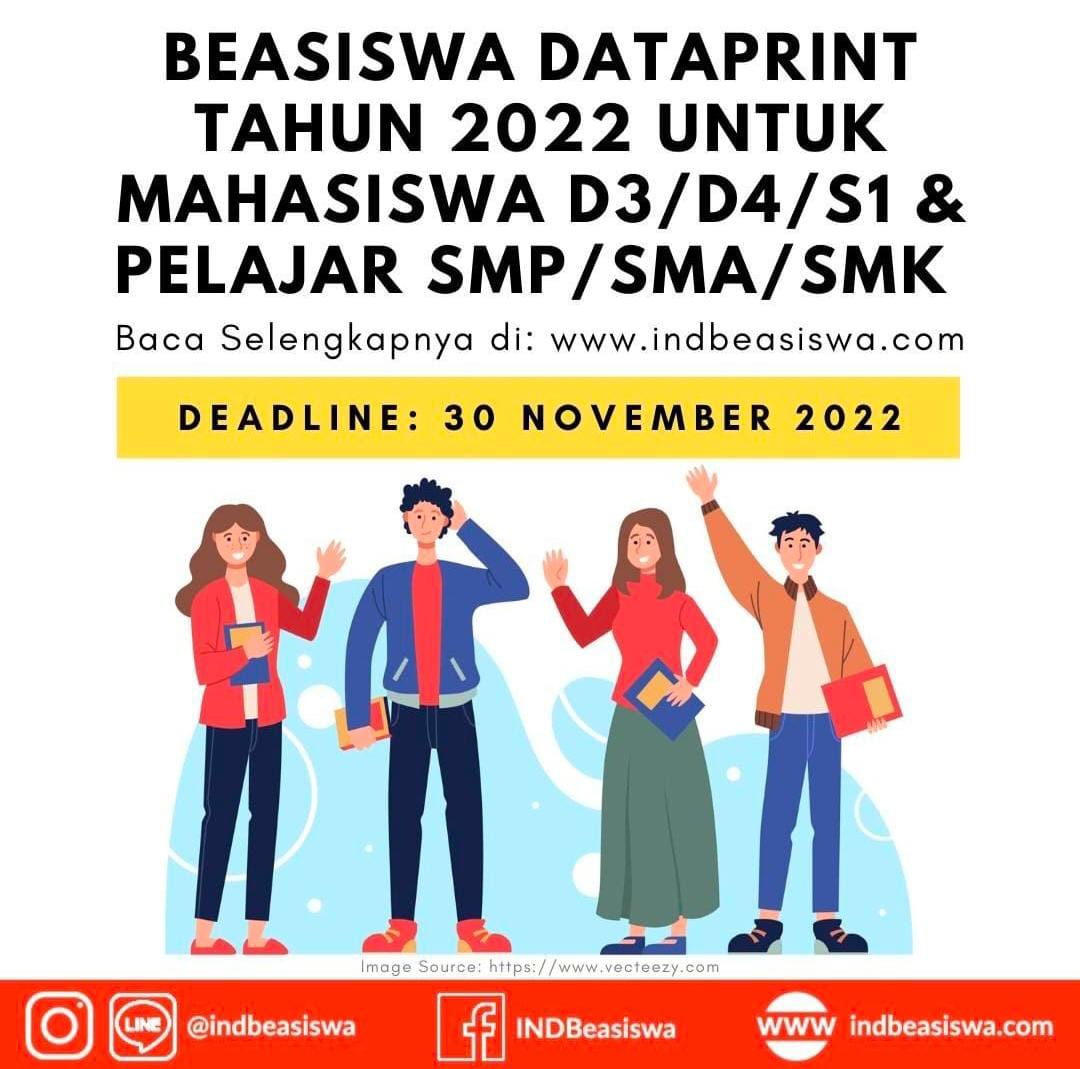 BEASISWA DATAPRINT
TAHUN 2022 UNTUK
MAHASISWA D3/D4/S1 &
PELAJAR SMP/SMA/SMK
Baca Selengkapnya di: www.indbeasiswa.com
DEADLINE: 30 NOVEMBER 2022
Image Source: https://www.vecteezy.com
LINE @indbeasiswa INDBeasiswa WWW indbeasiswa.com